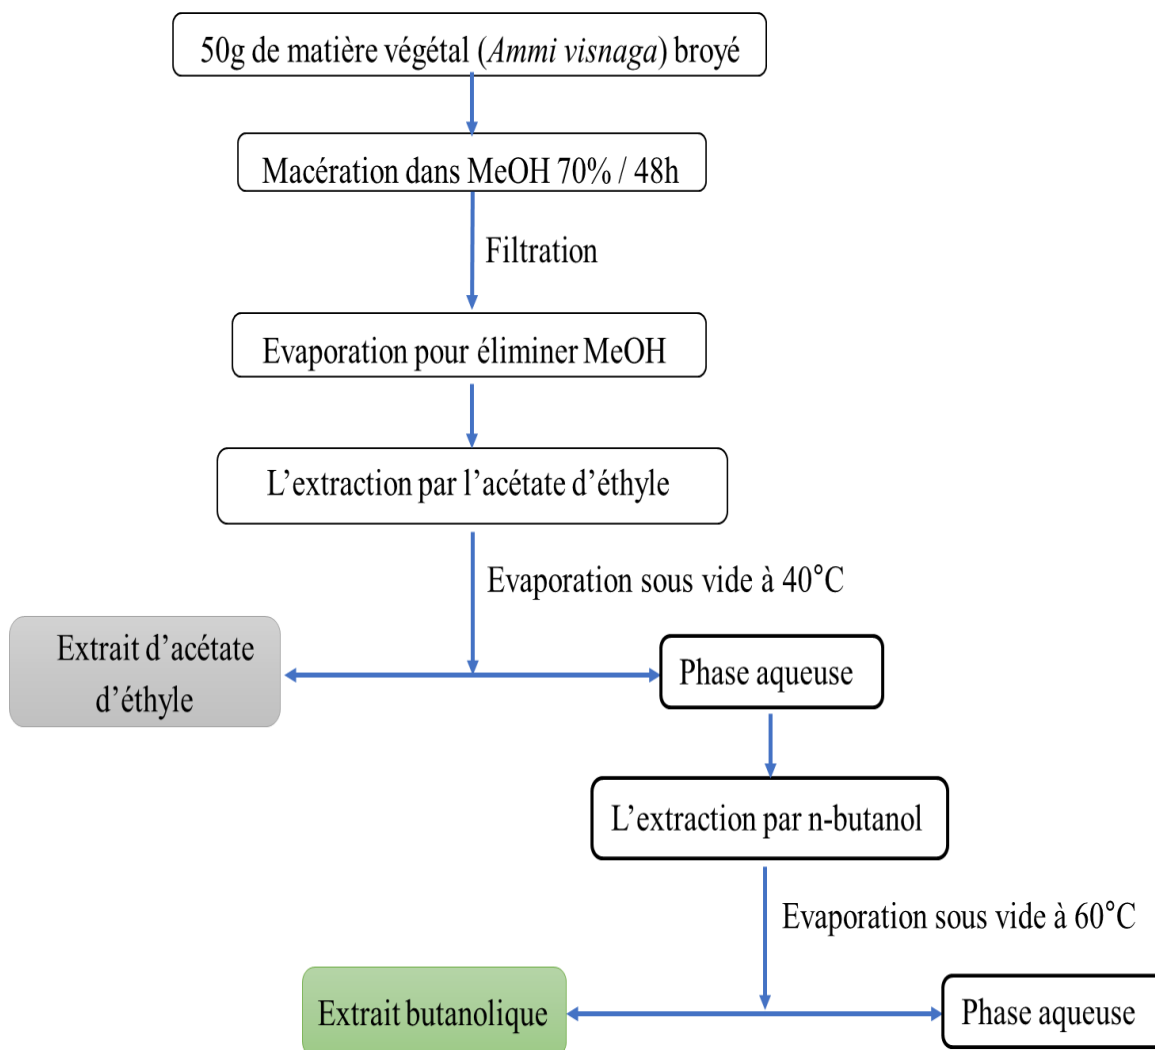 50g de matière végétal (Ammi visnaga) broyé
Macération dans MeOH 70% / 48h
Filtration
Evaporation pour éliminer MeOH
L’extraction par l’acétate d’éthyle
Evaporation sous vide à 40°C
Extrait d’acétate
d’éthyle
Phase aqueuse
L’extraction par n-butanol
Evaporation sous vide à 60°C
Extrait butanolique
Phase aqueuse